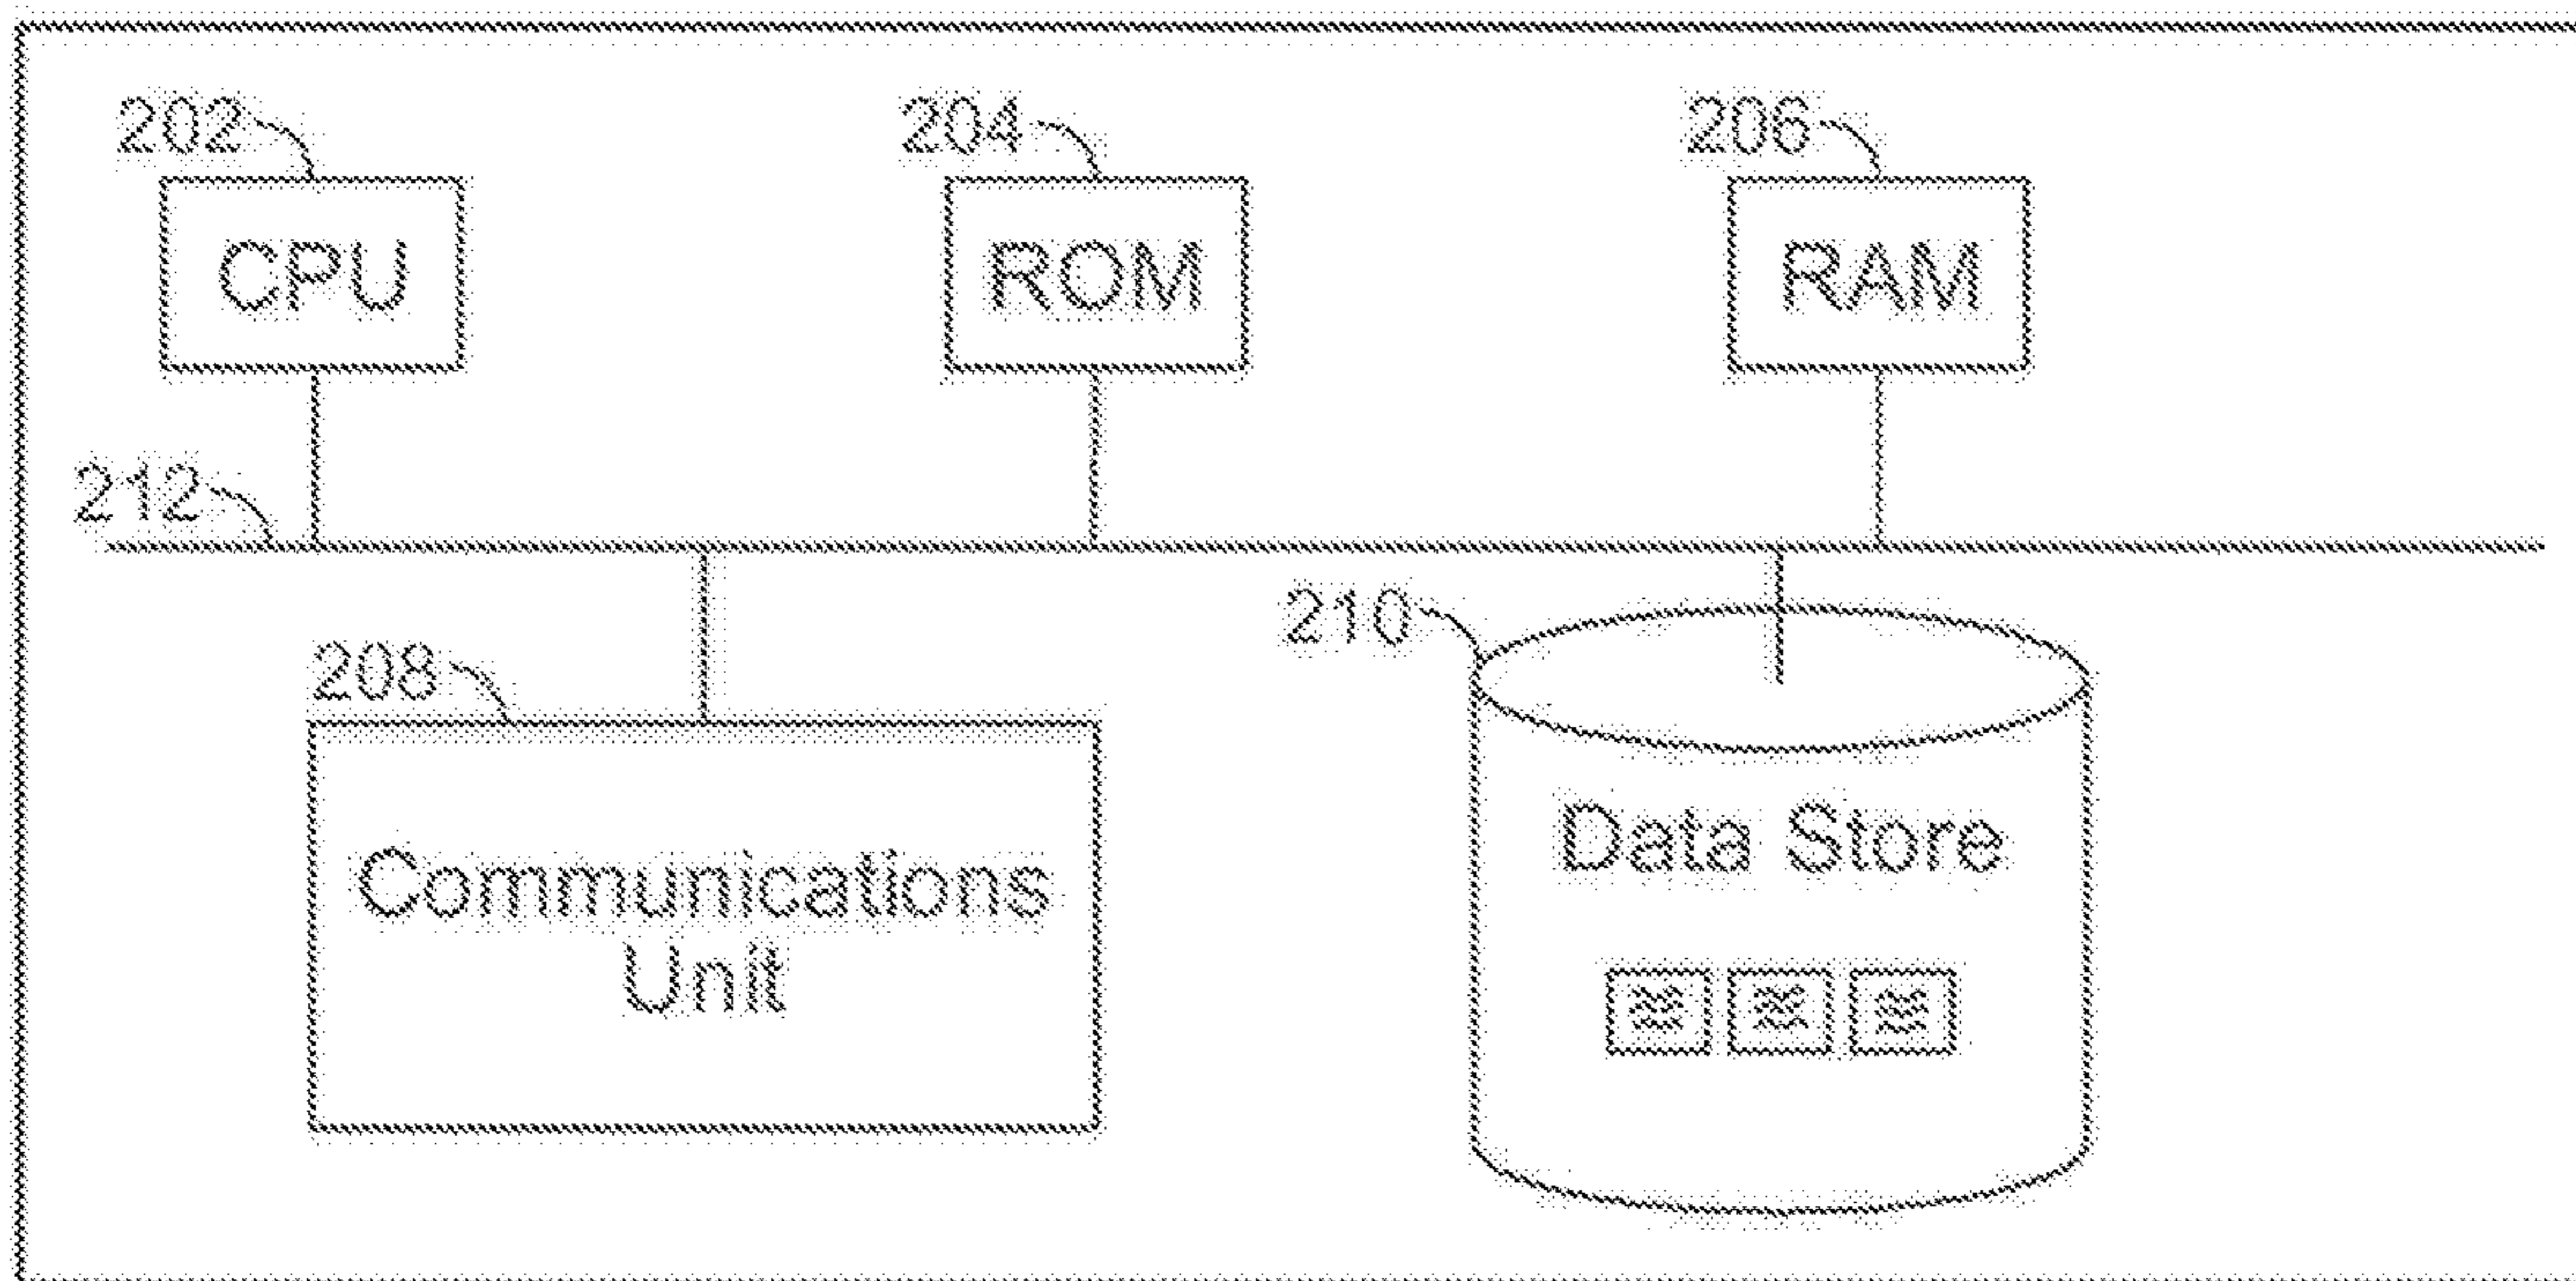 202
204
206
CPU
ROM
RAM
212
210
208
Data Store
Communications
Unit